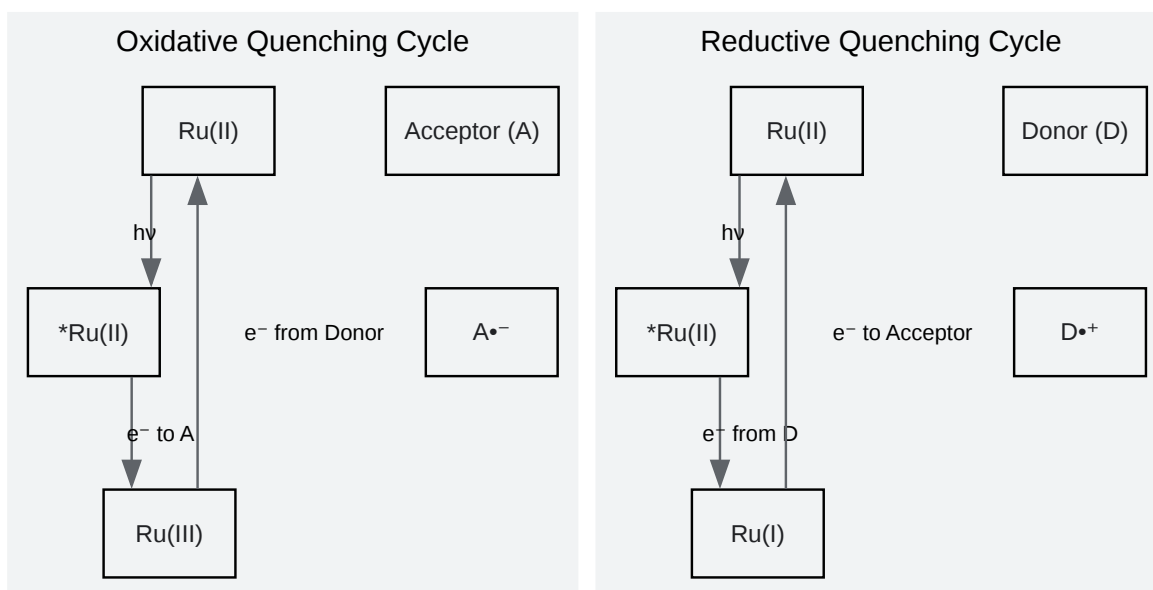 Oxidative Quenching Cycle
Ru(II)
Acceptor (A)
hν
*Ru(II)
e⁻ from Donor
A•⁻
e⁻ to A
Ru(III)
Reductive Quenching Cycle
Ru(II)
Donor (D)
hν
*Ru(II)
e⁻ to Acceptor
D•⁺
e⁻ from D
Ru(I)